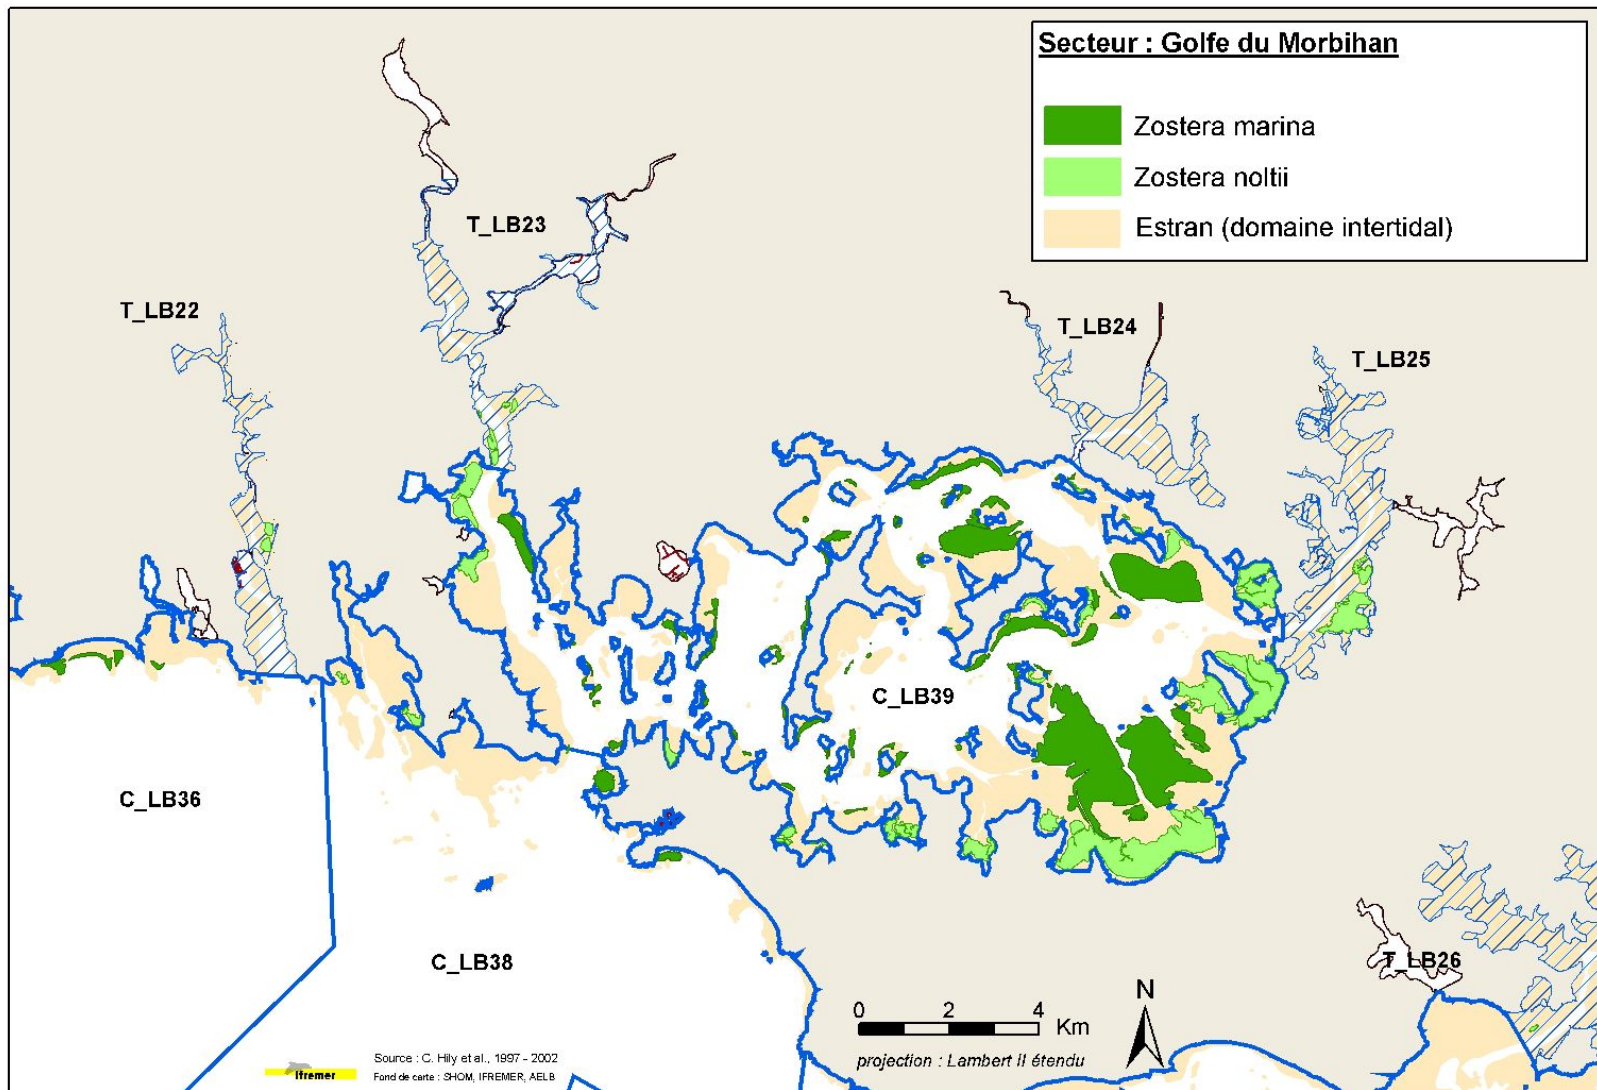 Secteur : Golfe du Morbihan
Zostera marina
Zostera noltii
Estran (domaine intertidal)
T_LB23
T_LB22
T_LB24
T_LB25
C_LB39
C_LB36
C_LB38
T_LB26
0 2 4 Km
N
projection : Lambert II étendu
Ifremer
Source : C. Hily et al., 1997 - 2002
Fond de carte : SHOM, IFREMER, AELB